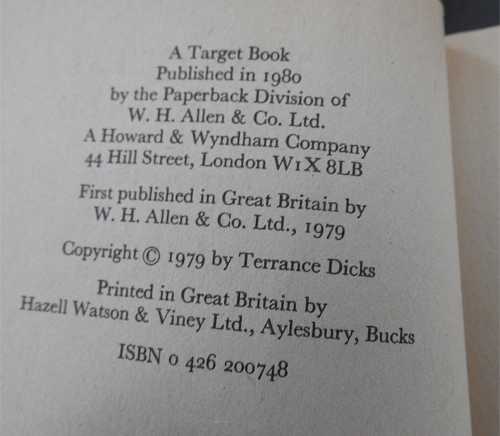 A Target Book
Published in 1980
by the Paperback Division of
W. H. Allen & Co. Ltd.
A Howard & Wyndham Company
44 Hill Street, London W1X 8LB
First published in Great Britain by
W. H. Allen & Co. Ltd., 1979
Copyright © 1979 by Terrance Dicks
Printed in Great Britain by
Hazell Watson & Viney Ltd., Aylesbury, Bucks
ISBN 0 426 200748